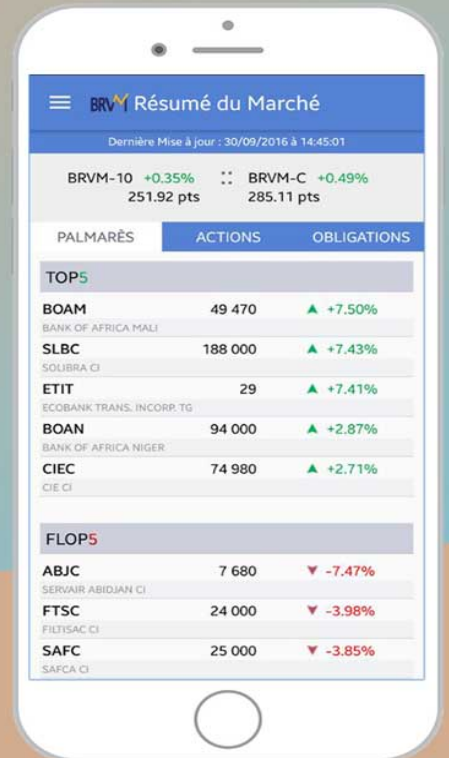 BRVM Résumé du Marché
Dernière Mise à jour : 30/09/2016 à 14:45:01
BRVM-10 +0.35% :: BRVM-C +0.49%
251.92 pts 285.11 pts
PALMARÈS ACTIONS OBLIGATIONS
TOP5
BOAM 49 470 ▲ +7.50%
BANK OF AFRICA MALI
SLBC 188 000 ▲ +7.43%
SOLIBRA CI
ETIT 29 ▲ +7.41%
ECOBANK TRANS. INCORP. TG
BOAN 94 000 ▲ +2.87%
BANK OF AFRICA NIGER
CIEC 74 980 ▲ +2.71%
CIE CI
FLOP5
ABJC 7 680 ▼ -7.47%
SERVAIR ABIDJAN CI
FTSC 24 000 ▼ -3.98%
FILTISAC CI
SAFC 25 000 ▼ -3.85%
SAFCA CI